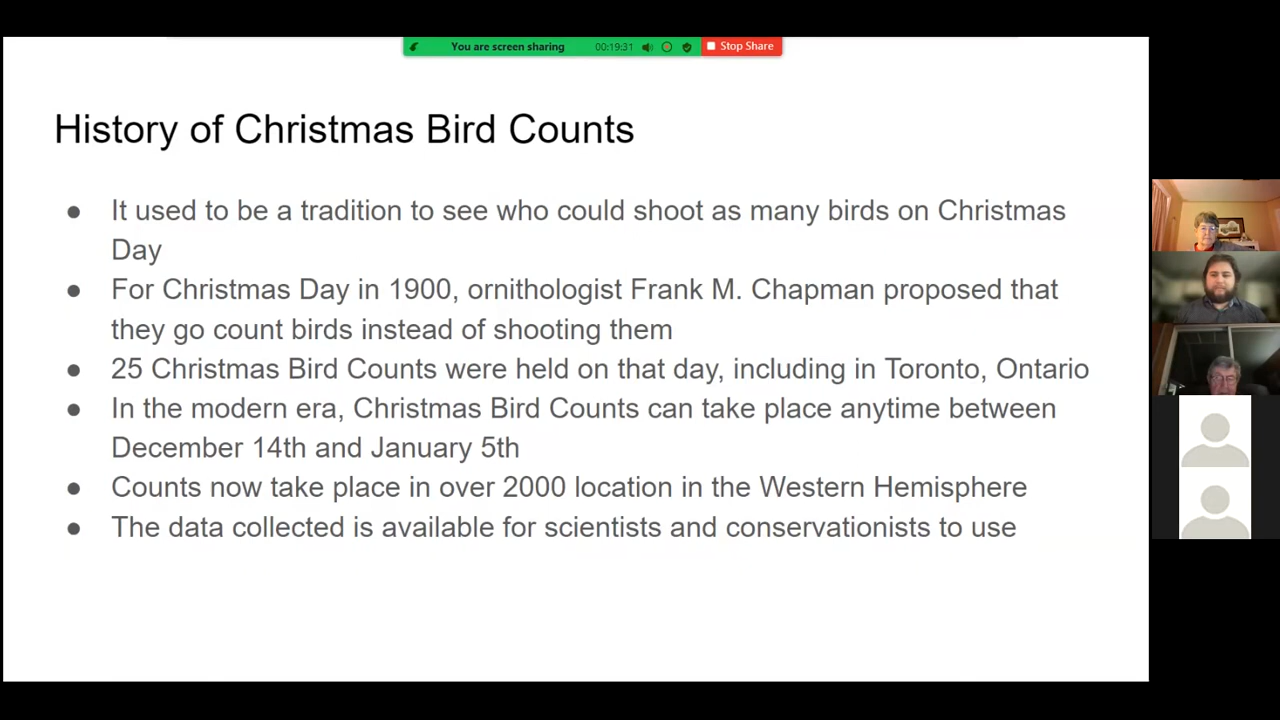 You are screen sharing 00:19:31 Stop Share
History of Christmas Bird Counts
● It used to be a tradition to see who could shoot as many birds on Christmas
Day
● For Christmas Day in 1900, ornithologist Frank M. Chapman proposed that
they go count birds instead of shooting them
● 25 Christmas Bird Counts were held on that day, including in Toronto, Ontario
● In the modern era, Christmas Bird Counts can take place anytime between
December 14th and January 5th
● Counts now take place in over 2000 location in the Western Hemisphere
● The data collected is available for scientists and conservationists to use